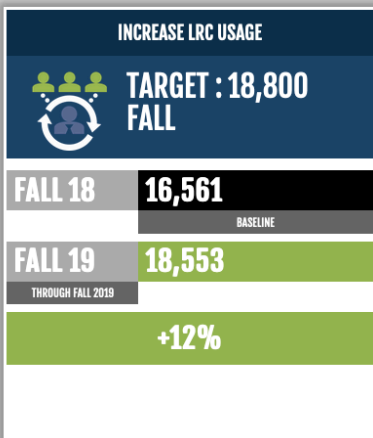 INCREASE LRC USAGE
TARGET : 18,800
FALL
FALL 18 16,561
BASELINE
FALL 19 18,553
THROUGH FALL 2019
+12%